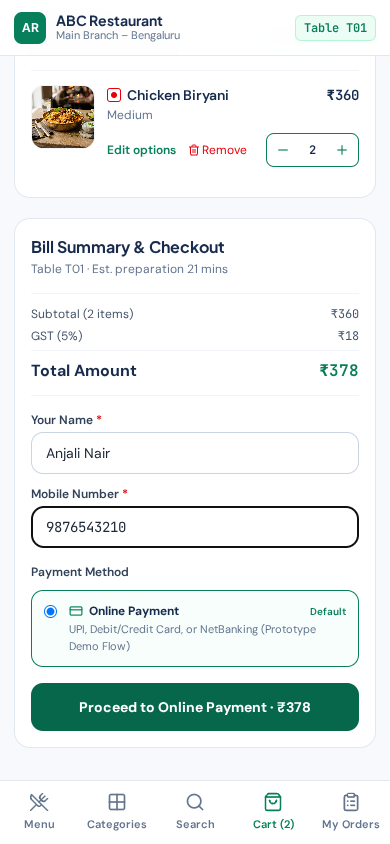 AR
ABC Restaurant
Main Branch – Bengaluru
Table T01
Chicken Biryani
₹360
Medium
Edit options
Remove
2
Bill Summary & Checkout
Table T01 · Est. preparation 21 mins
Subtotal (2 items)
₹360
GST (5%)
₹18
Total Amount
₹378
Your Name *
Anjali Nair
Mobile Number *
9876543210
Payment Method
Online Payment
Default
UPI, Debit/Credit Card, or NetBanking (Prototype
Demo Flow)
Proceed to Online Payment · ₹378
Menu
Categories
Search
Cart (2)
My Orders